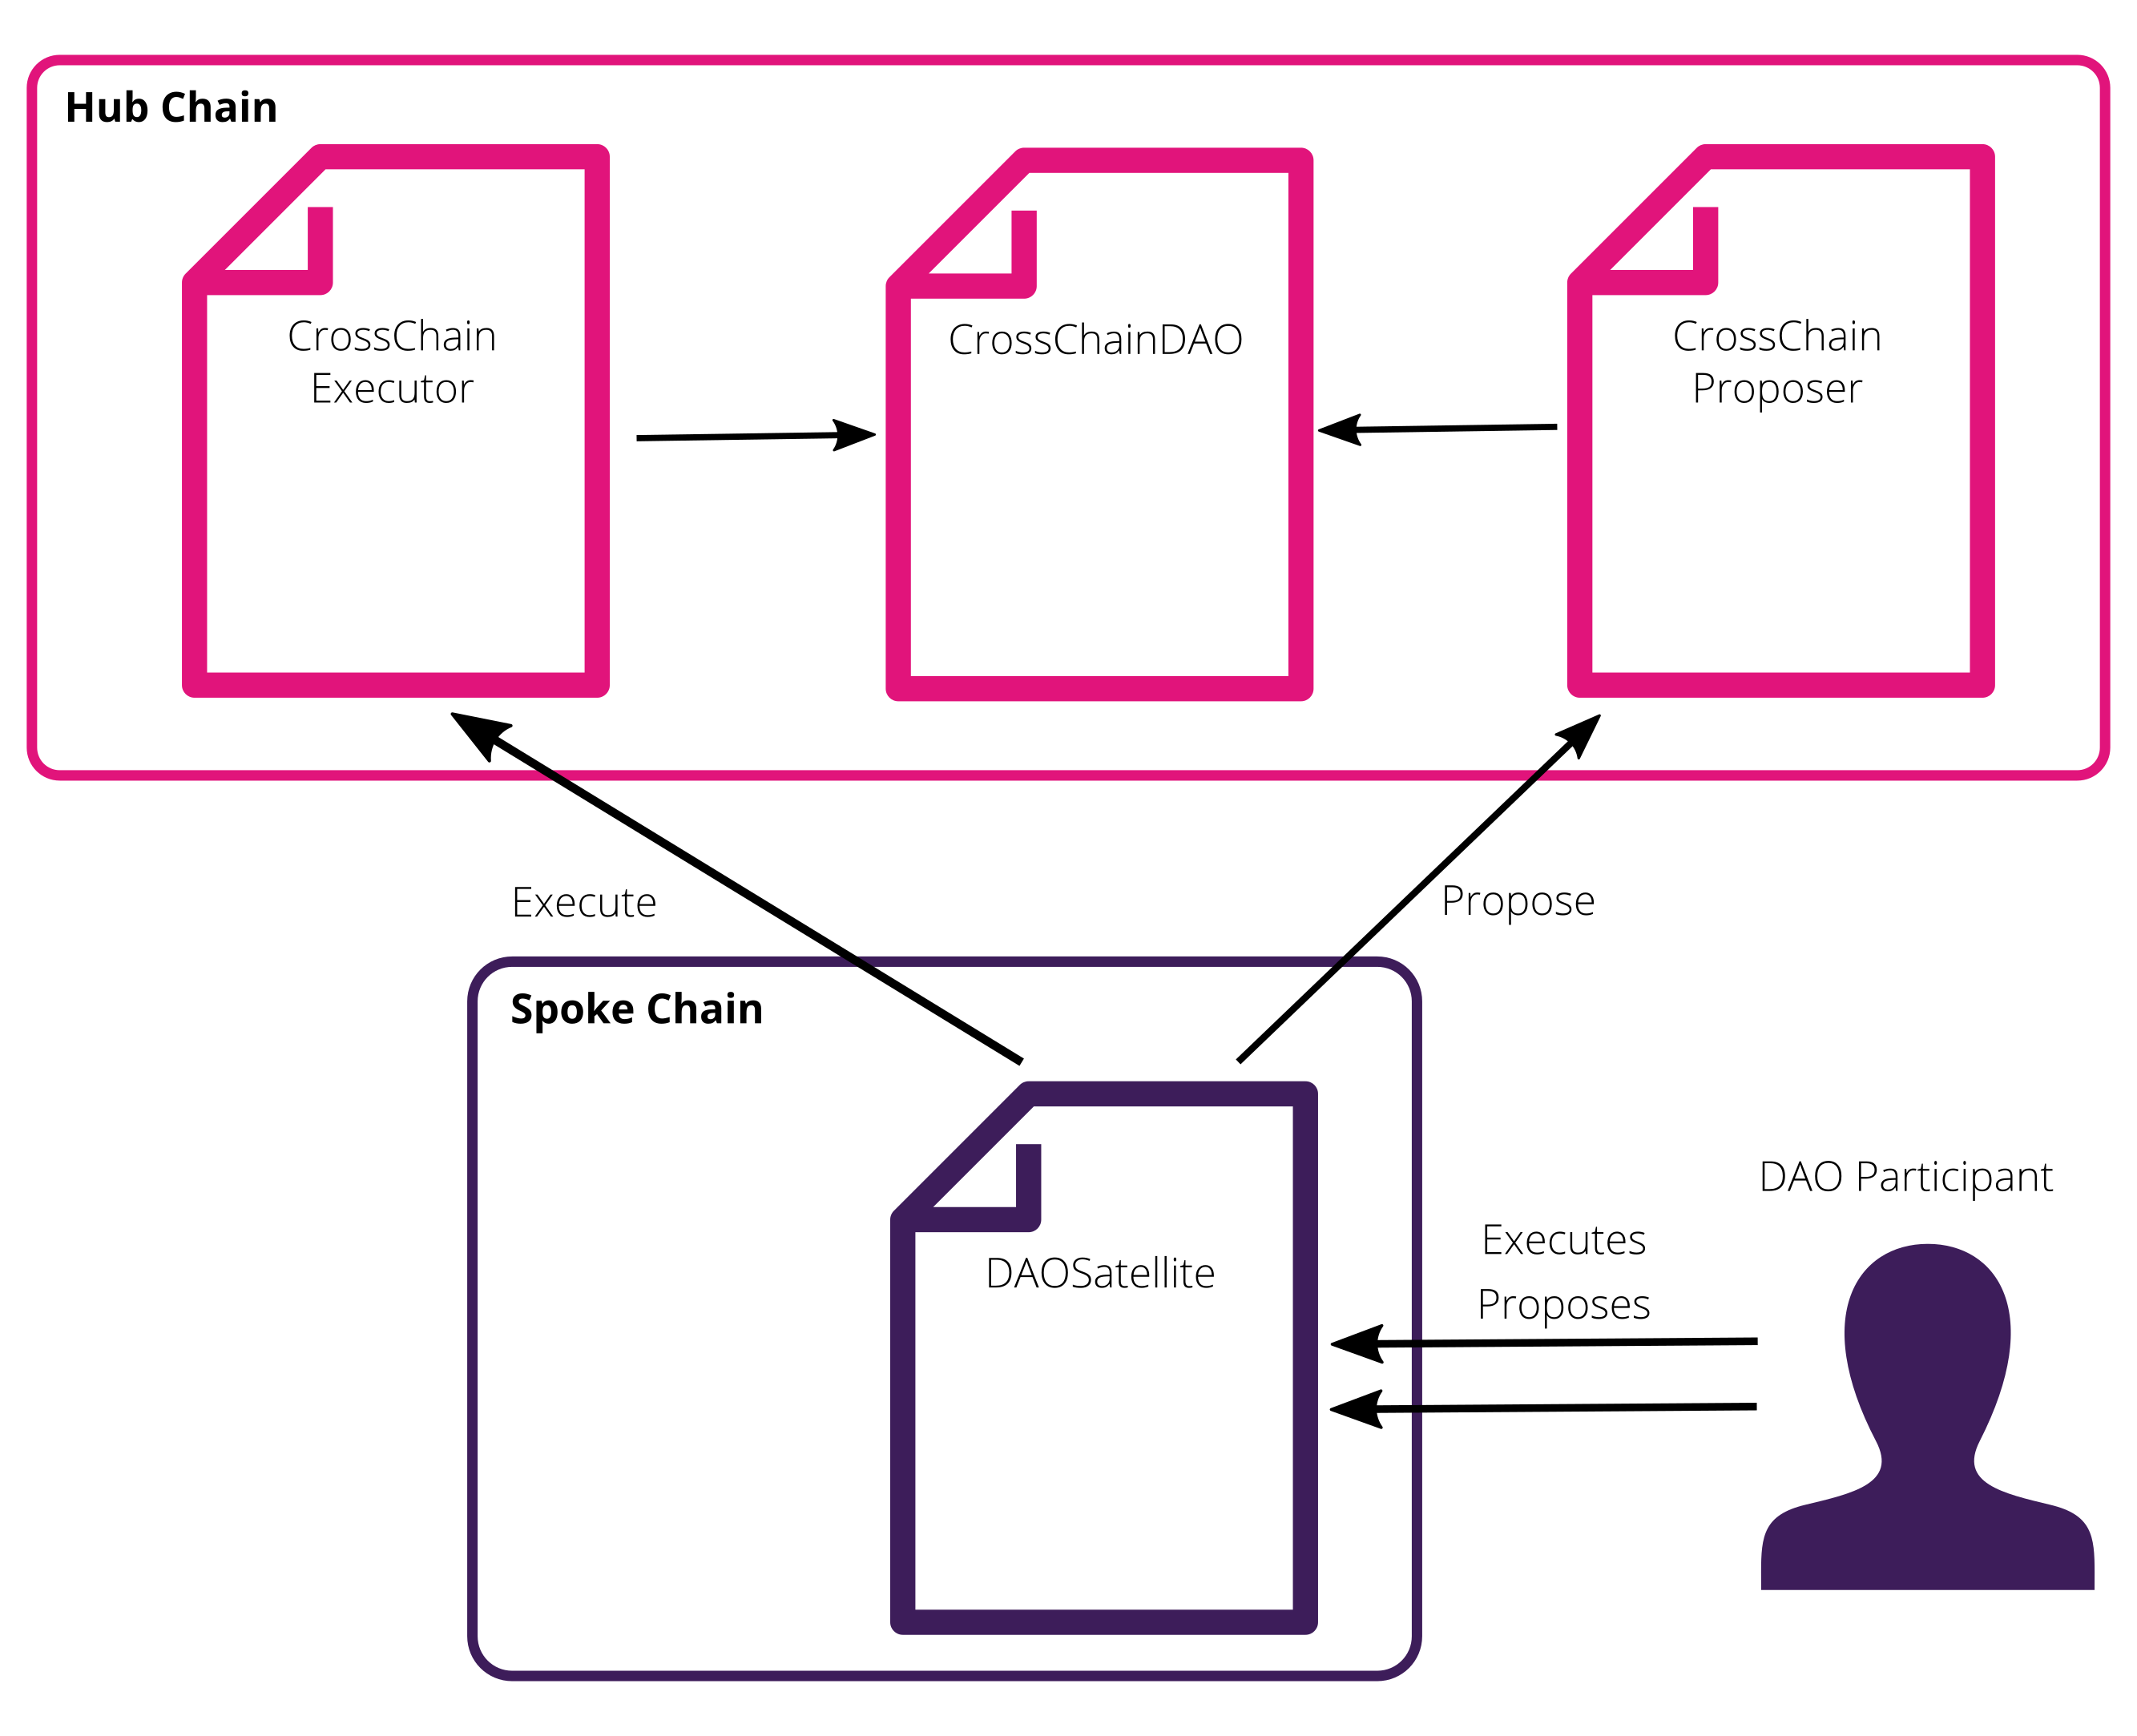 Hub Chain
CrossChain
Executor
CrossChainDAO
CrossChain
Proposer
Execute
Propose
Spoke Chain
DAOSatellite
DAO Participant
Executes
Proposes